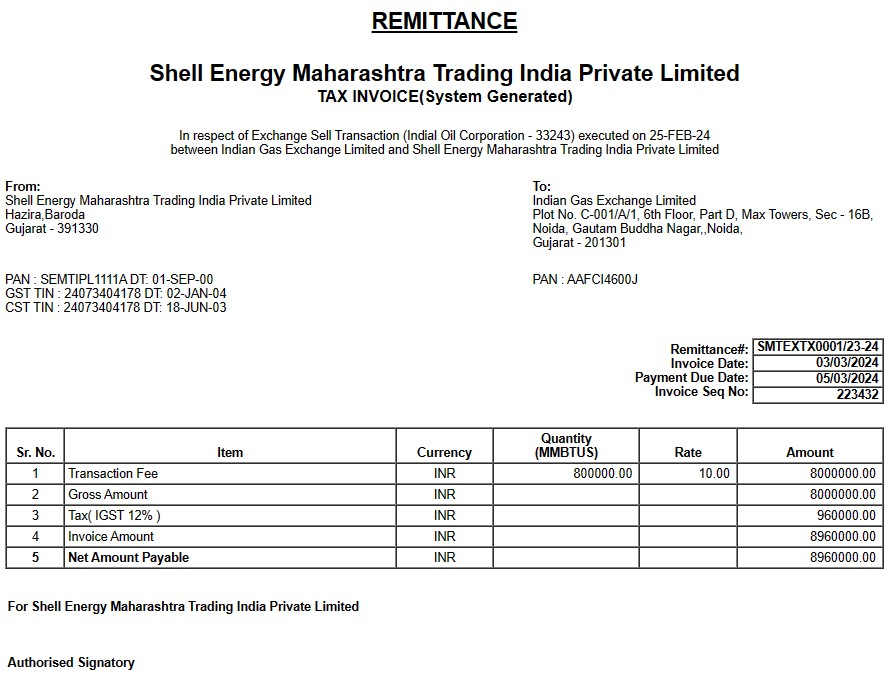 REMITTANCE
Shell Energy Maharashtra Trading India Private Limited
TAX INVOICE(System Generated)
In respect of Exchange Sell Transaction (Indial Oil Corporation - 33243) executed on 25-FEB-24
between Indian Gas Exchange Limited and Shell Energy Maharashtra Trading India Private Limited
From:
Shell Energy Maharashtra Trading India Private Limited
Hazira,Baroda
Gujarat - 391330
To:
Indian Gas Exchange Limited
Plot No. C-001/A/1, 6th Floor, Part D, Max Towers, Sec - 16B,
Noida, Gautam Buddha Nagar,,Noida,
Gujarat - 201301
PAN : SEMTIPL1111A DT: 01-SEP-00
GST TIN : 24073404178 DT: 02-JAN-04
CST TIN : 24073404178 DT: 18-JUN-03
PAN : AAFCI4600J
Remittance#: SMTEXTX0001/23-24
Invoice Date: 03/03/2024
Payment Due Date: 05/03/2024
Invoice Seq No: 223432
Sr. No. Item Currency Quantity (MMBTUS) Rate Amount
1 Transaction Fee INR 800000.00 10.00 8000000.00
2 Gross Amount INR 8000000.00
3 Tax( IGST 12% ) INR 960000.00
4 Invoice Amount INR 8960000.00
5 Net Amount Payable INR 8960000.00
For Shell Energy Maharashtra Trading India Private Limited
Authorised Signatory